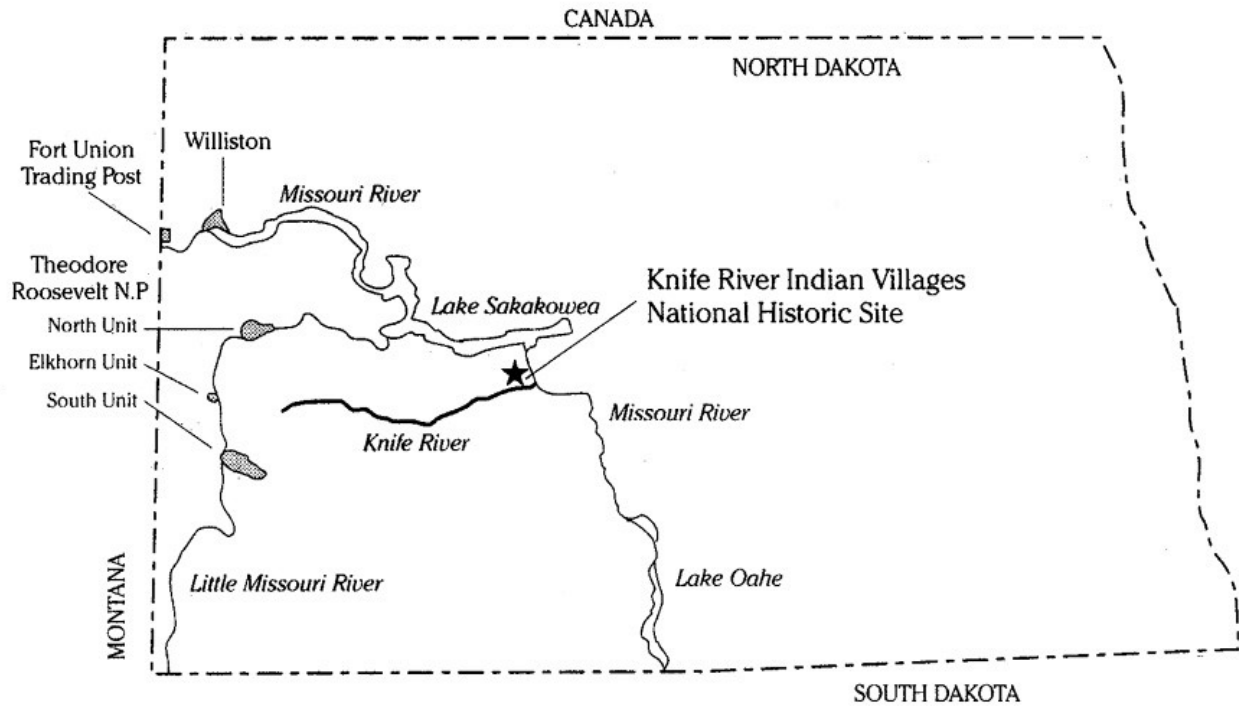 CANADA
NORTH DAKOTA
Williston
Fort Union
Trading Post
Missouri River
Theodore
Roosevelt N.P
North Unit
Elkhorn Unit
South Unit
Lake Sakakowea
Knife River Indian Villages
National Historic Site
Missouri River
Knife River
Little Missouri River
Lake Oahe
MONTANA
SOUTH DAKOTA